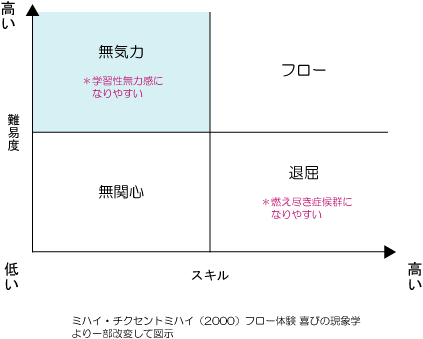 高い
無気力
＊学習性無力感に
なりやすい
フロー
難易度
無関心
退屈
＊燃え尽き症候群に
なりやすい
低い
スキル
高い
ミハイ・チクセントミハイ（2000）フロー体験 喜びの現象学
より一部改変して図示